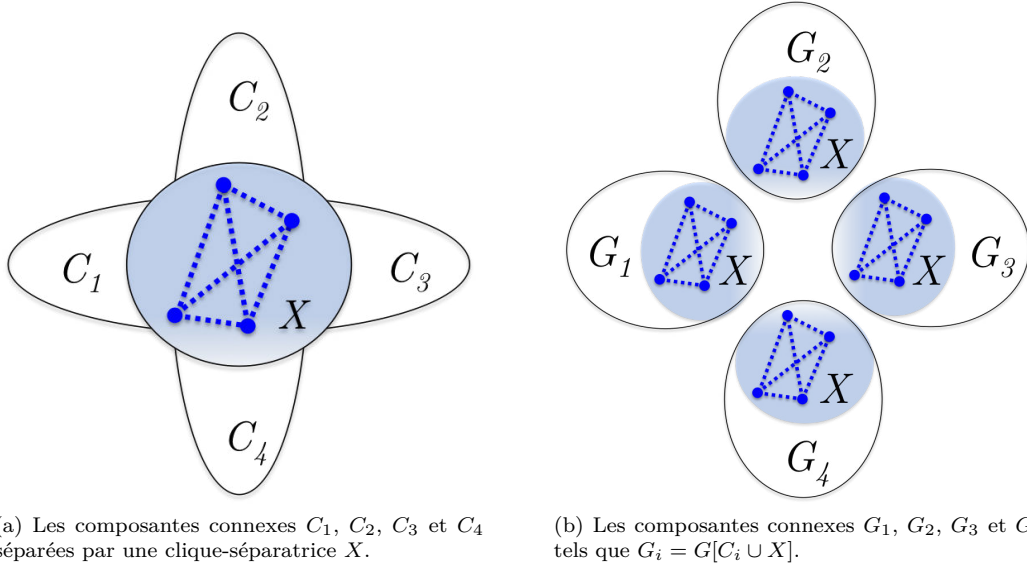 C₂
C₁ C₃
X
C₄
G₂
X
G₁ X
X G₃
X
G₄
(a) Les composantes connexes C₁, C₂, C₃ et C₄
séparées par une clique-séparatrice X.
(b) Les composantes connexes G₁, G₂, G₃ et G
tels que Gᵢ = G[Cᵢ ∪ X].